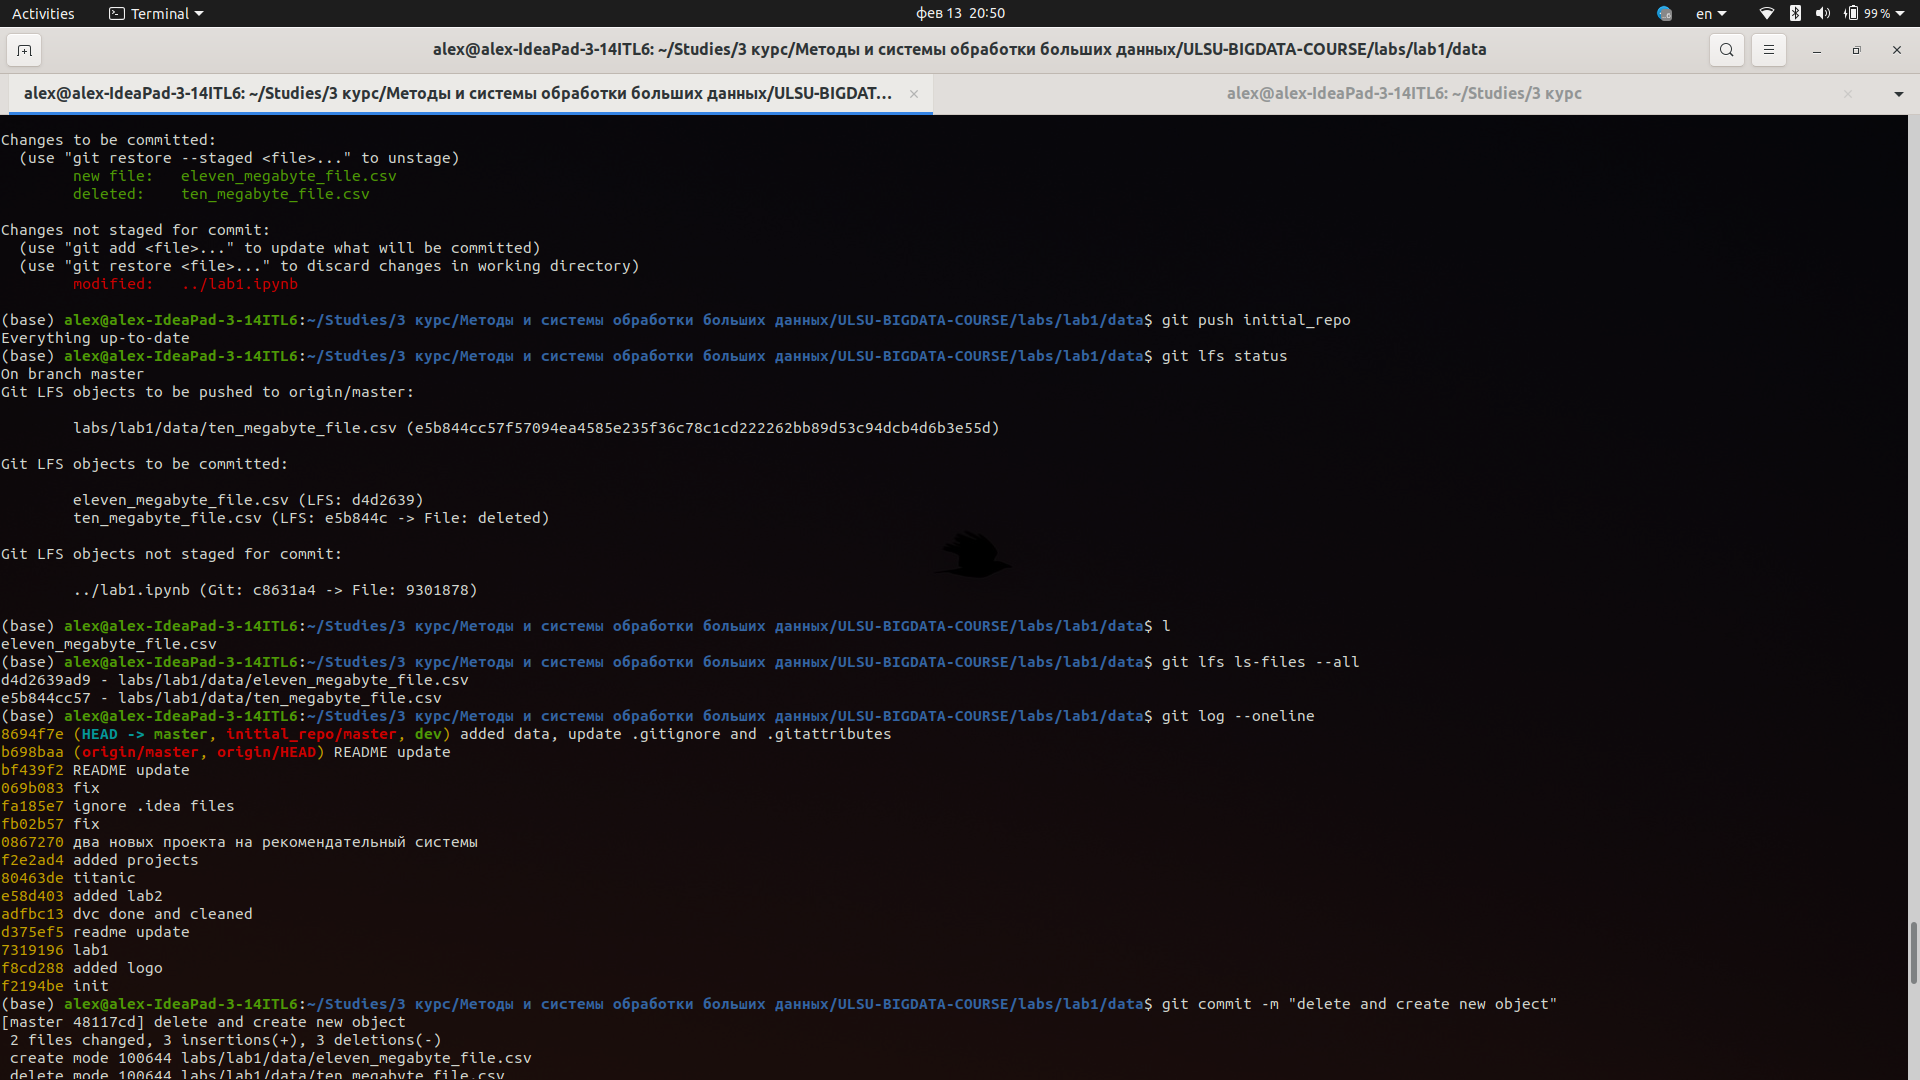 Activities Terminal фев 13 20:50 en 99 %
alex@alex-IdeaPad-3-14ITL6: ~/Studies/3 курс/Методы и системы обработки больших данных/ULSU-BIGDATA-COURSE/labs/lab1/data
alex@alex-IdeaPad-3-14ITL6: ~/Studies/3 курс/Методы и системы обработки больших данных/ULSU-BIGDAT... alex@alex-IdeaPad-3-14ITL6: ~/Studies/3 курс
Changes to be committed:
  (use "git restore --staged <file>..." to unstage)
        new file:   eleven_megabyte_file.csv
        deleted:    ten_megabyte_file.csv
Changes not staged for commit:
  (use "git add <file>..." to update what will be committed)
  (use "git restore <file>..." to discard changes in working directory)
        modified:   ../lab1.ipynb
(base) alex@alex-IdeaPad-3-14ITL6:~/Studies/3 курс/Методы и системы обработки больших данных/ULSU-BIGDATA-COURSE/labs/lab1/data$ git push initial_repo
Everything up-to-date
(base) alex@alex-IdeaPad-3-14ITL6:~/Studies/3 курс/Методы и системы обработки больших данных/ULSU-BIGDATA-COURSE/labs/lab1/data$ git lfs status
On branch master
Git LFS objects to be pushed to origin/master:
        labs/lab1/data/ten_megabyte_file.csv (e5b844cc57f57094ea4585e235f36c78c1cd222262bb89d53c94dcb4d6b3e55d)
Git LFS objects to be committed:
        eleven_megabyte_file.csv (LFS: d4d2639)
        ten_megabyte_file.csv (LFS: e5b844c -> File: deleted)
Git LFS objects not staged for commit:
        ../lab1.ipynb (Git: c8631a4 -> File: 9301878)
(base) alex@alex-IdeaPad-3-14ITL6:~/Studies/3 курс/Методы и системы обработки больших данных/ULSU-BIGDATA-COURSE/labs/lab1/data$ l
eleven_megabyte_file.csv
(base) alex@alex-IdeaPad-3-14ITL6:~/Studies/3 курс/Методы и системы обработки больших данных/ULSU-BIGDATA-COURSE/labs/lab1/data$ git lfs ls-files --all
d4d2639ad9 - labs/lab1/data/eleven_megabyte_file.csv
e5b844cc57 - labs/lab1/data/ten_megabyte_file.csv
(base) alex@alex-IdeaPad-3-14ITL6:~/Studies/3 курс/Методы и системы обработки больших данных/ULSU-BIGDATA-COURSE/labs/lab1/data$ git log --oneline
8694f7e (HEAD -> master, initial_repo/master, dev) added data, update .gitignore and .gitattributes
b698baa (origin/master, origin/HEAD) README update
bf439f2 README update
069b083 fix
fa185e7 ignore .idea files
fb02b57 fix
0867270 два новых проекта на рекомендательный системы
f2e2ad4 added projects
80463de titanic
e58d403 added lab2
adfbc13 dvc done and cleaned
d375ef5 readme update
7319196 lab1
f8cd288 added logo
f2194be init
(base) alex@alex-IdeaPad-3-14ITL6:~/Studies/3 курс/Методы и системы обработки больших данных/ULSU-BIGDATA-COURSE/labs/lab1/data$ git commit -m "delete and create new object"
[master 48117cd] delete and create new object
 2 files changed, 3 insertions(+), 3 deletions(-)
 create mode 100644 labs/lab1/data/eleven_megabyte_file.csv
 delete mode 100644 labs/lab1/data/ten_megabyte_file.csv